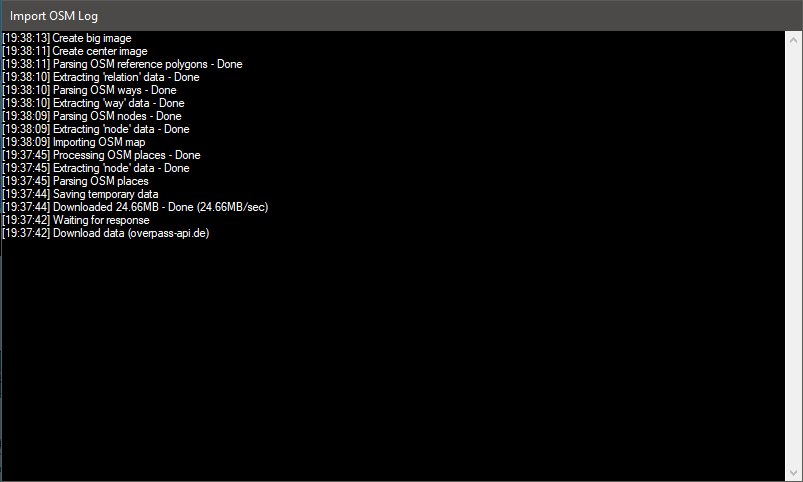 Import OSM Log
[19:38:13] Create big image
[19:38:11] Create center image
[19:38:11] Parsing OSM reference polygons - Done
[19:38:10] Extracting 'relation' data - Done
[19:38:10] Parsing OSM ways - Done
[19:38:10] Extracting 'way' data - Done
[19:38:09] Parsing OSM nodes - Done
[19:38:09] Extracting 'node' data - Done
[19:38:09] Importing OSM map
[19:37:45] Processing OSM places - Done
[19:37:45] Extracting 'node' data - Done
[19:37:45] Parsing OSM places
[19:37:44] Saving temporary data
[19:37:44] Downloaded 24.66MB - Done (24.66MB/sec)
[19:37:42] Waiting for response
[19:37:42] Download data (overpass-api.de)